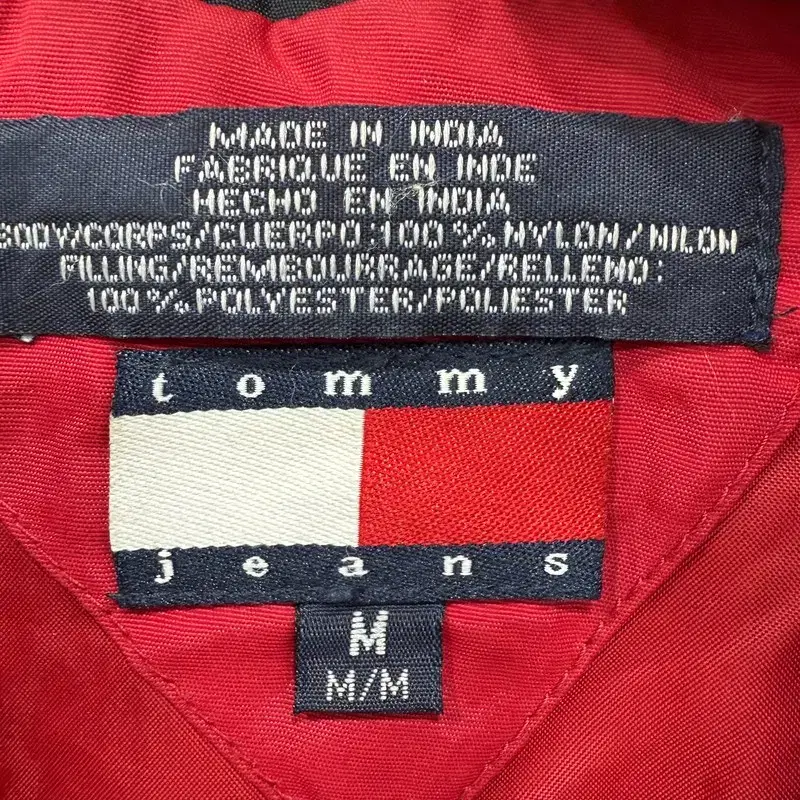 MADE IN INDIA
FABRIQUE EN INDE
HECHO EN INDIA
BODY/CORPS/CUERPO:100%NYLON/NILON
FILLING/REMBOURRAGE/RELLENO:
100%POLYESTER/POLIESTER
tommy
jeans
M
M/M